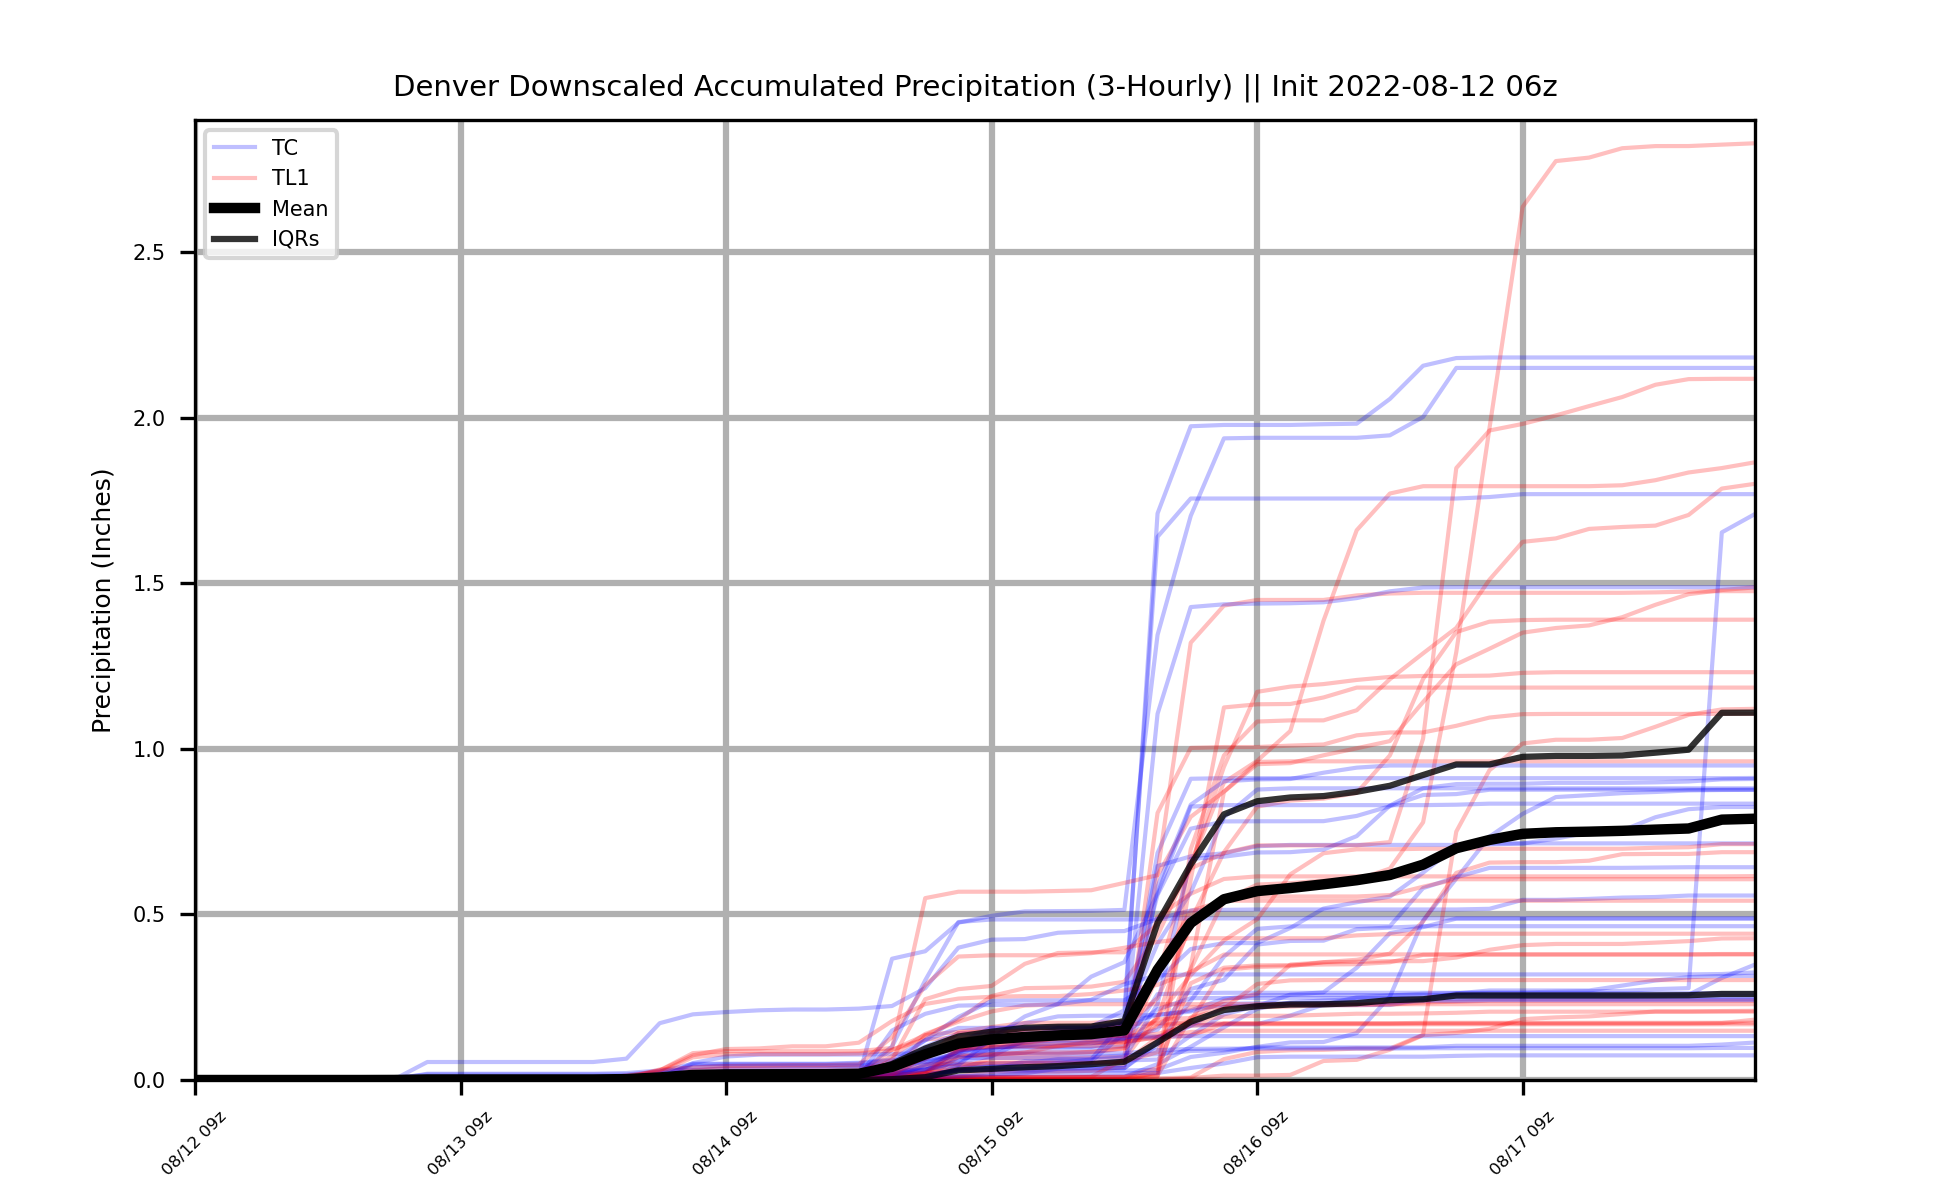 Denver Downscaled Accumulated Precipitation (3-Hourly) || Init 2022-08-12 06z
TC
TL1
Mean
IQRs
Precipitation (Inches)
2.5
2.0
1.5
1.0
0.5
0.0
08/12 09z
08/13 09z
08/14 09z
08/15 09z
08/16 09z
08/17 09z